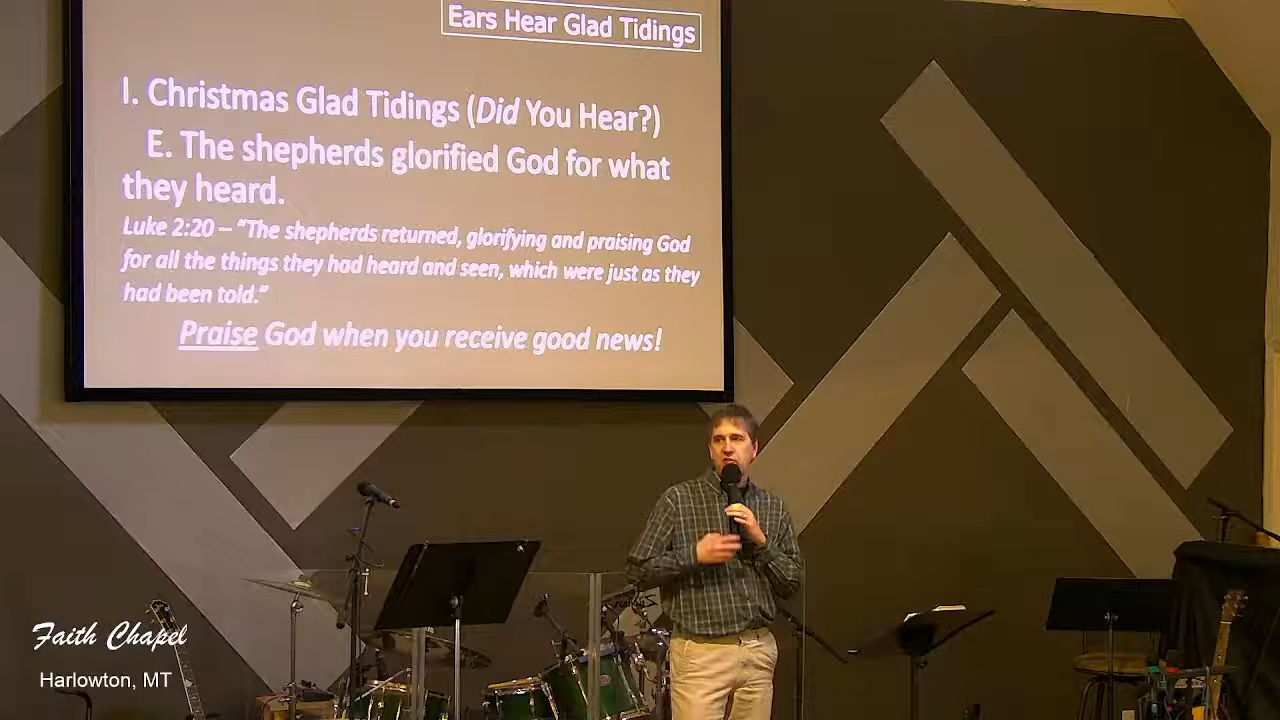 Ears Hear Glad Tidings
I. Christmas Glad Tidings (Did You Hear?)
E. The shepherds glorified God for what
they heard.
Luke 2:20 – “The shepherds returned, glorifying and praising God
for all the things they had heard and seen, which were just as they
had been told.”
Praise God when you receive good news!
Faith Chapel
Harlowton, MT